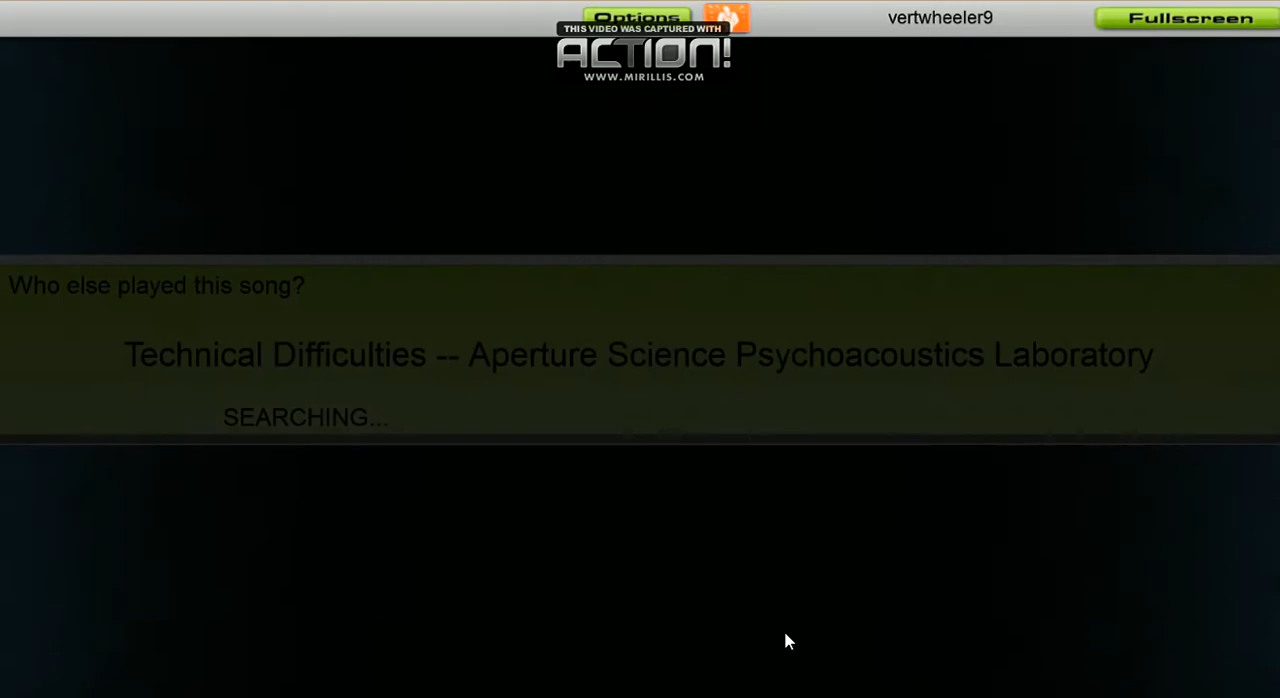 Options
vertwheeler9
Fullscreen
THIS VIDEO WAS CAPTURED WITH
ACTION!
WWW.MIRILLIS.COM
Who else played this song?
Technical Difficulties -- Aperture Science Psychoacoustics Laboratory
SEARCHING...